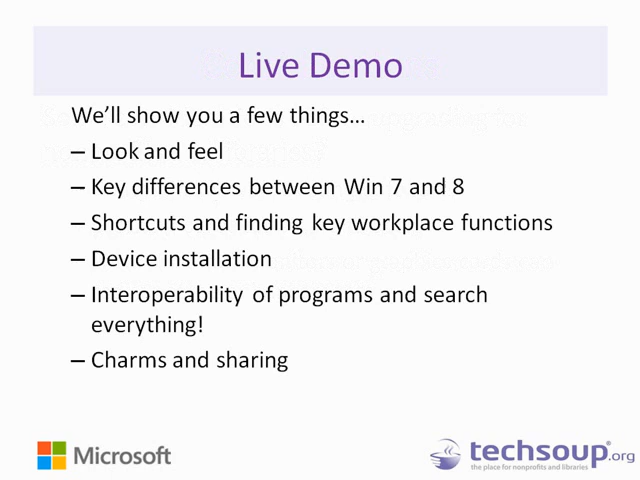 Live Demo
We’ll show you a few things…
– Look and feel
– Key differences between Win 7 and 8
– Shortcuts and finding key workplace functions
– Device installation
– Interoperability of programs and search
everything!
– Charms and sharing
Microsoft
techsoup.org
the place for nonprofits and libraries